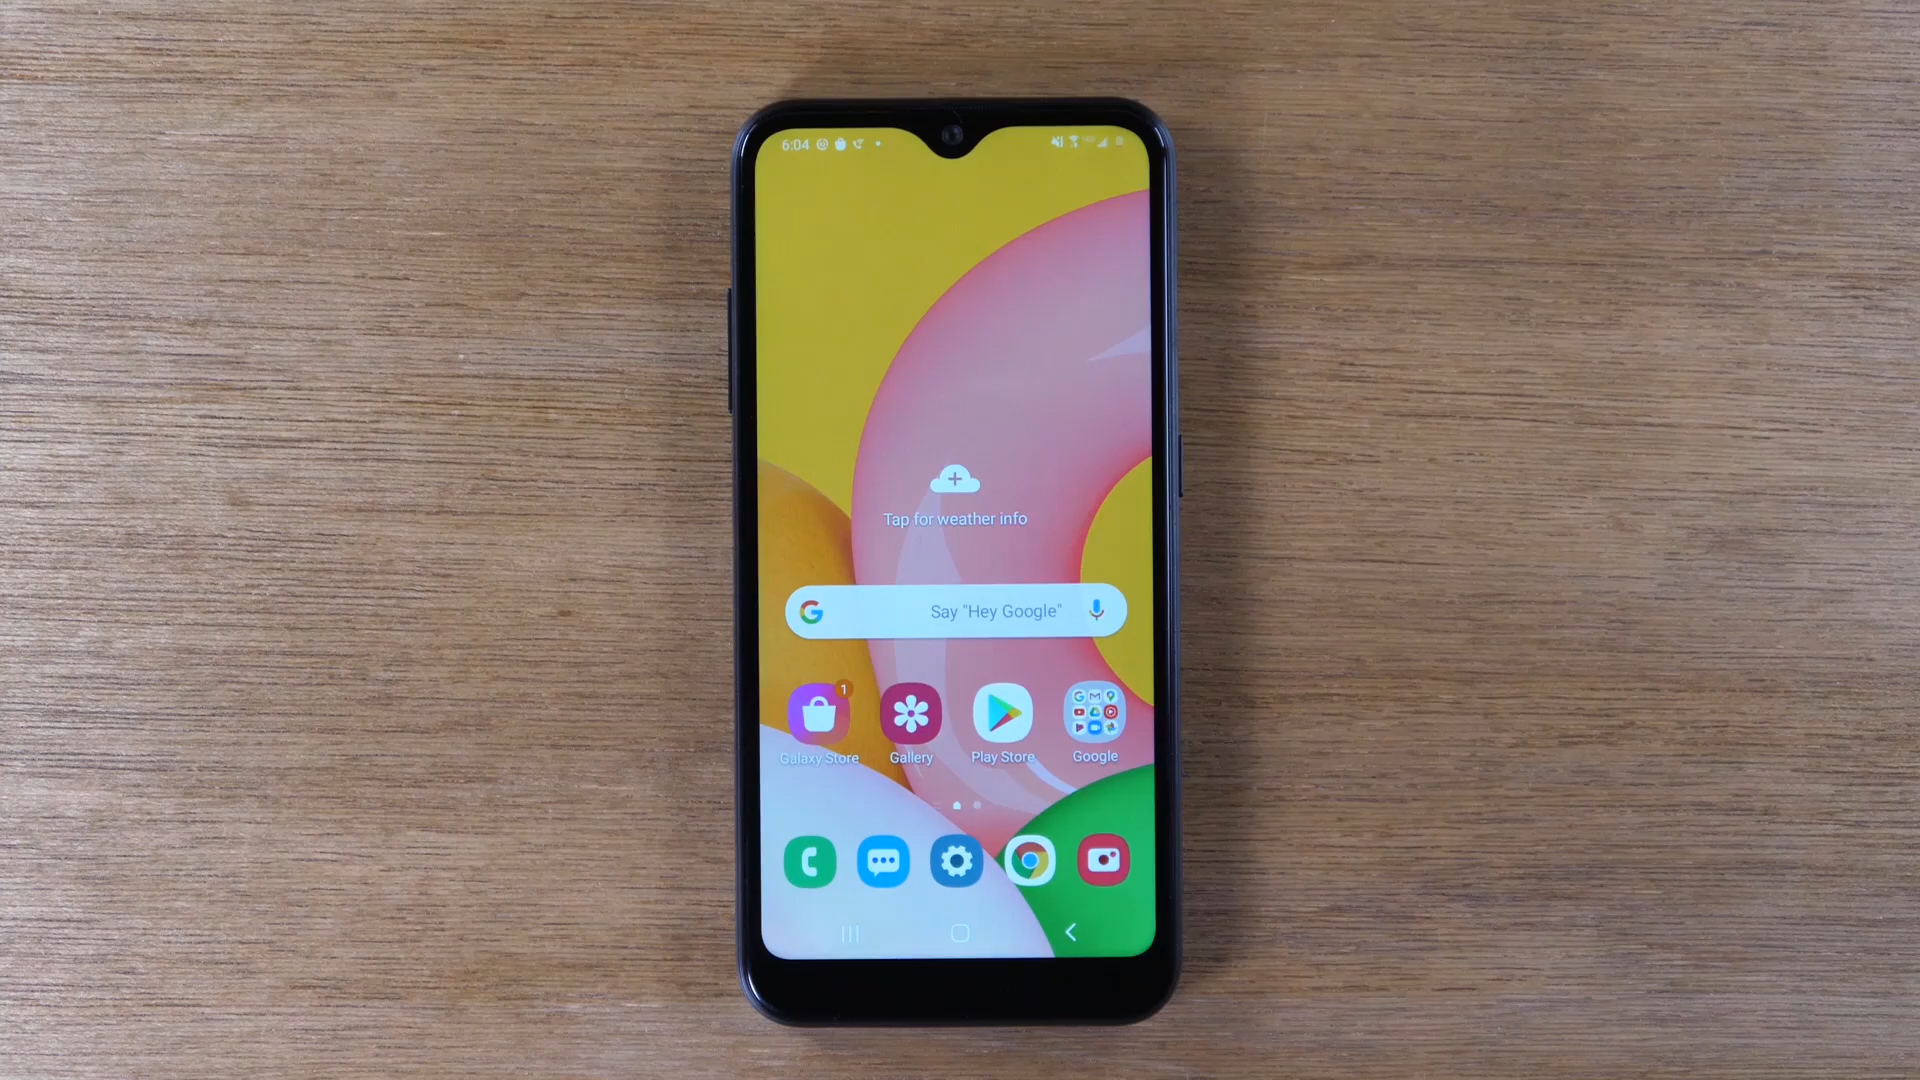 6:04
Tap for weather info
Say "Hey Google"
1
Galaxy Store Gallery Play Store Google